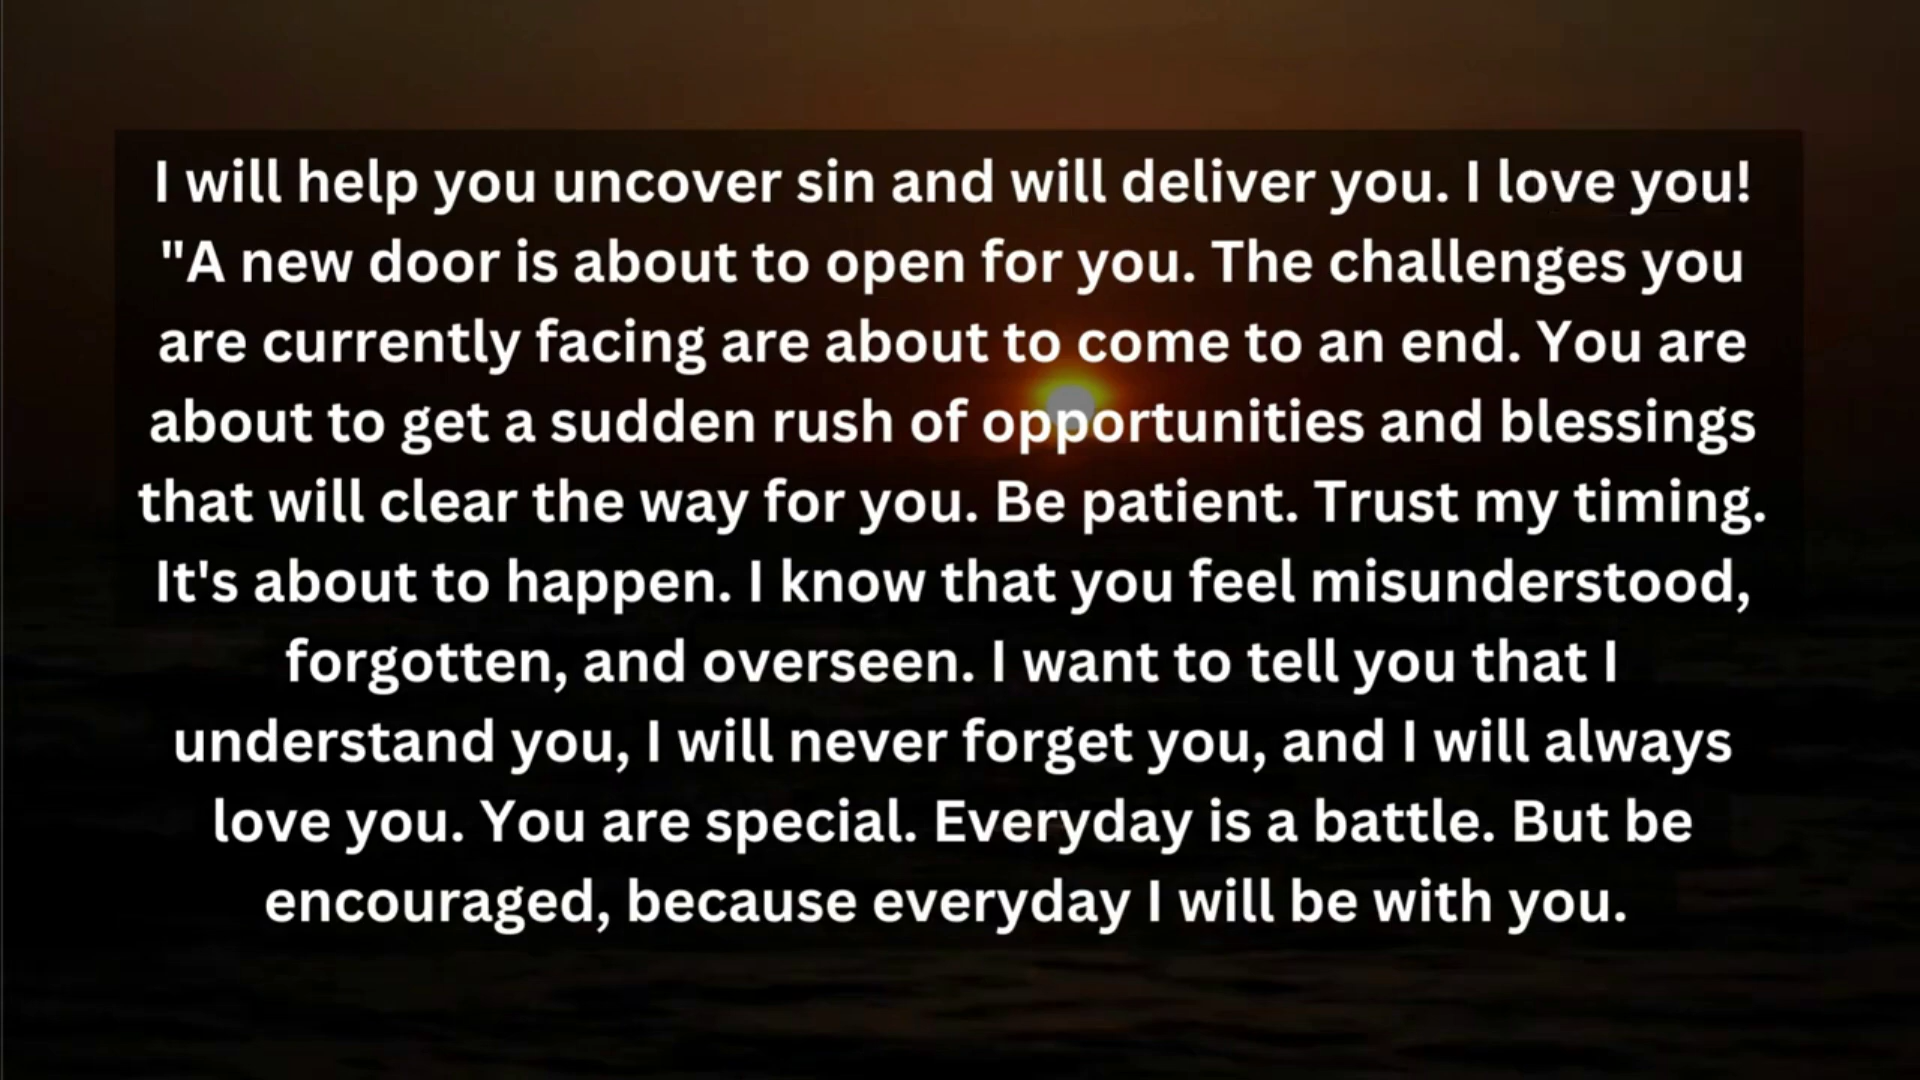 I will help you uncover sin and will deliver you. I love you!
"A new door is about to open for you. The challenges you
are currently facing are about to come to an end. You are
about to get a sudden rush of opportunities and blessings
that will clear the way for you. Be patient. Trust my timing.
It's about to happen. I know that you feel misunderstood,
forgotten, and overseen. I want to tell you that I
understand you, I will never forget you, and I will always
love you. You are special. Everyday is a battle. But be
encouraged, because everyday I will be with you.